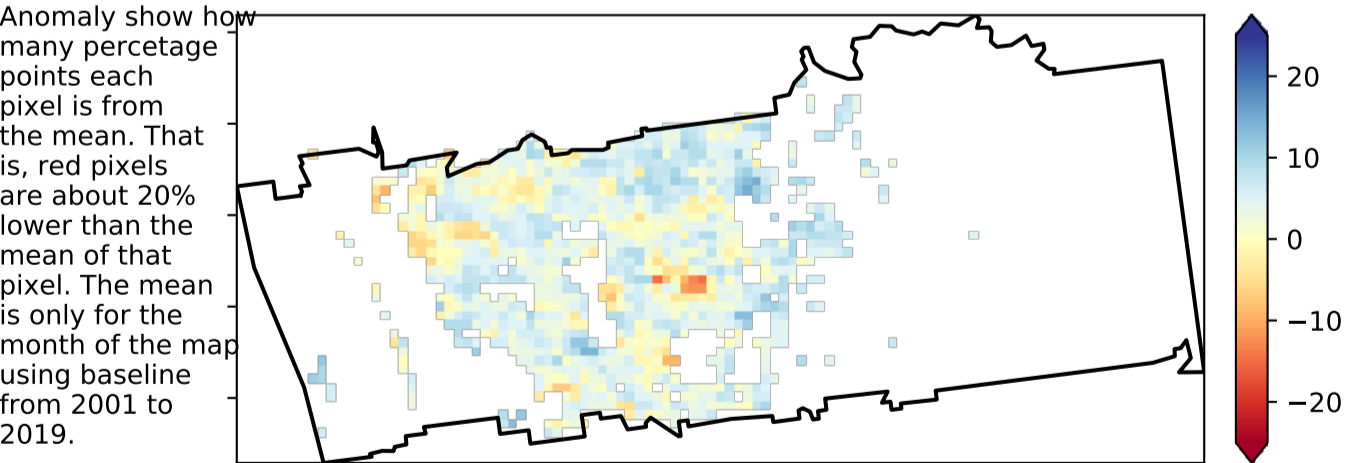 Anomaly show how
many percetage
points each
pixel is from
the mean. That
is, red pixels
are about 20%
lower than the
mean of that
pixel. The mean
is only for the
month of the map
using baseline
from 2001 to
2019.
20
10
0
−10
−20